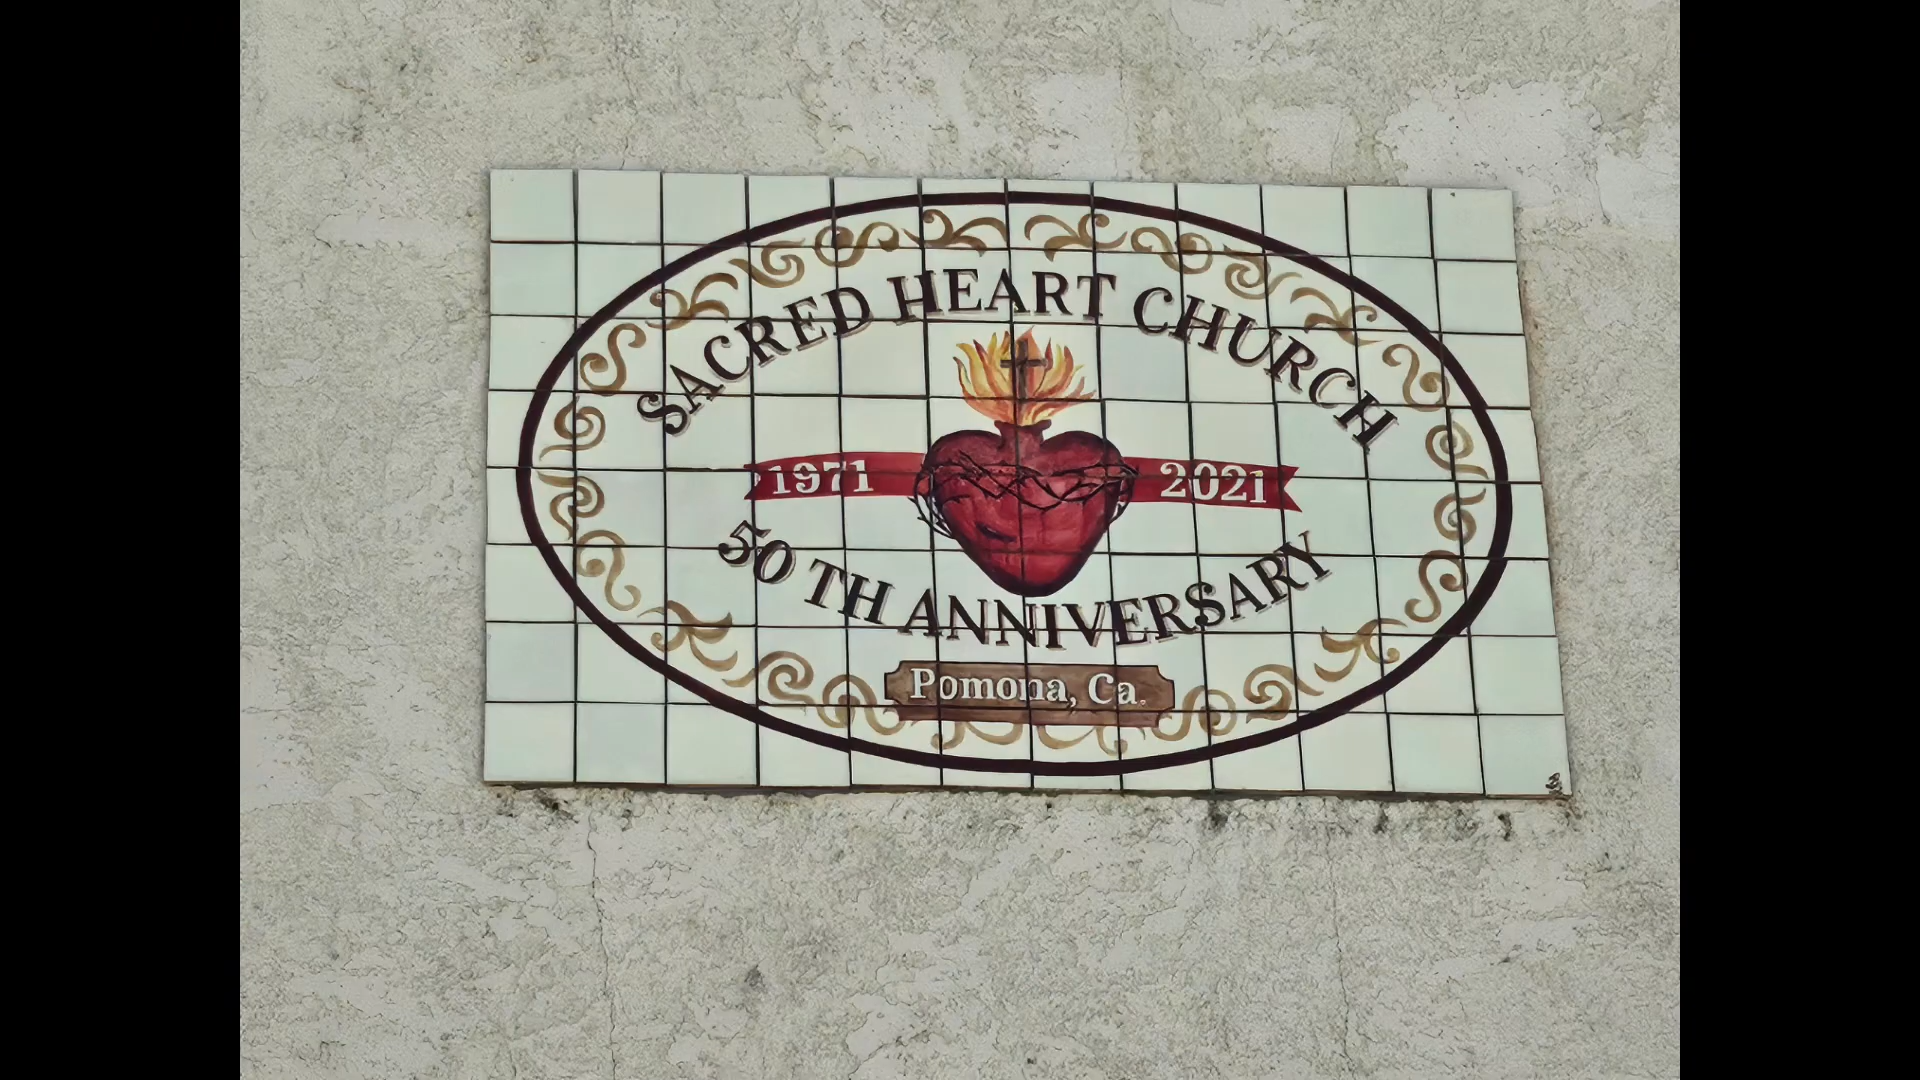 SACRED HEART CHURCH
1971 2021
50 TH ANNIVERSARY
Pomona, Ca.